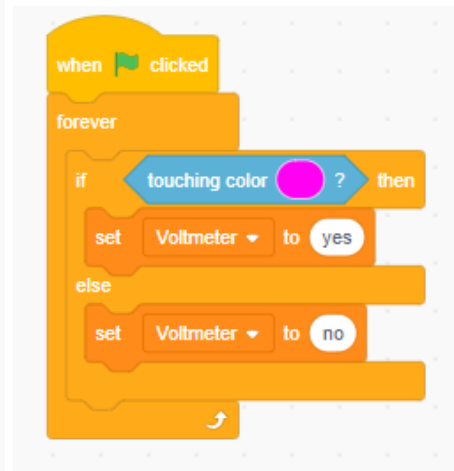 when clicked
forever
if touching color ? then
set Voltmeter to yes
else
set Voltmeter to no